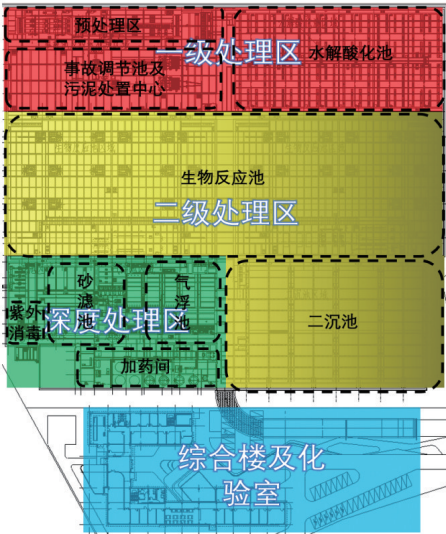 预处理区
一级处理区
水解酸化池
事故调节池及
污泥处置中心
生物反应池
二级处理区
砂
滤
池
气
浮
池
紫外
消毒
深度处理区
二沉池
加药间
综合楼及化
验室